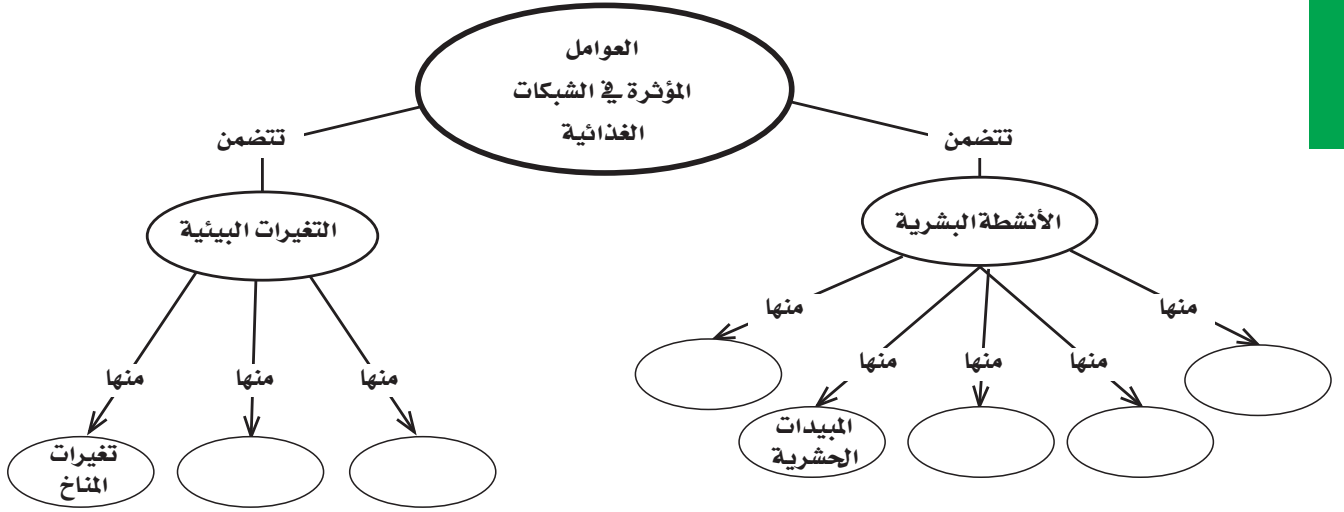 العوامل
المؤثرة في الشبكات
الغذائية
تتضمن
تتضمن
الأنشطة البشرية
التغيرات البيئية
منها
منها
منها
منها
منها
منها
منها
منها
المبيدات
الحشرية
تغيرات
المناخ